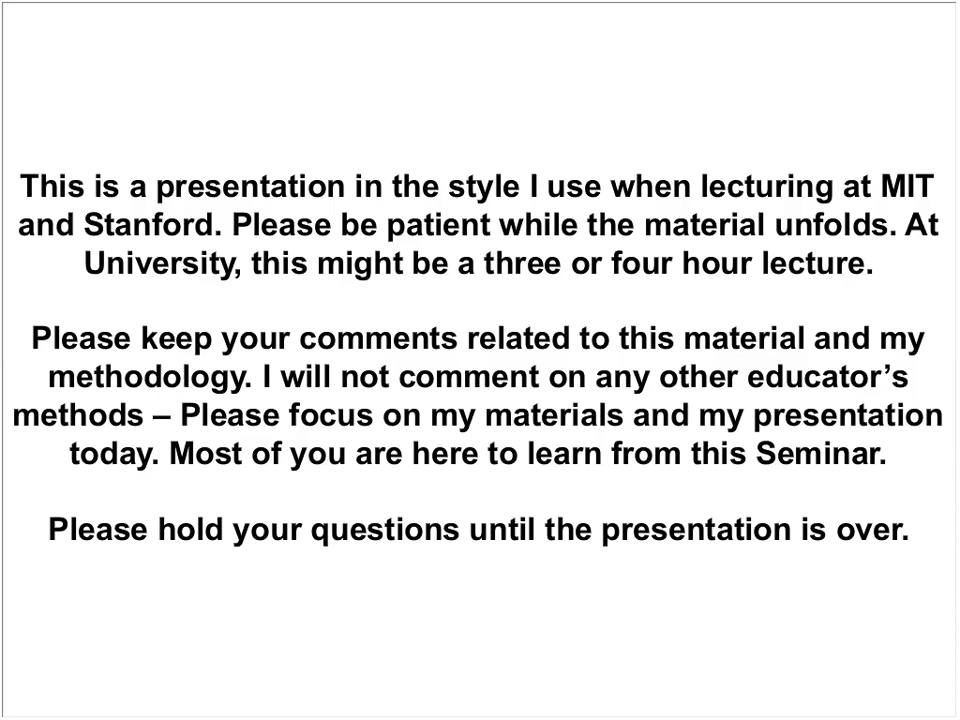 This is a presentation in the style I use when lecturing at MIT
and Stanford. Please be patient while the material unfolds. At
University, this might be a three or four hour lecture.
Please keep your comments related to this material and my
methodology. I will not comment on any other educator’s
methods – Please focus on my materials and my presentation
today. Most of you are here to learn from this Seminar.
Please hold your questions until the presentation is over.